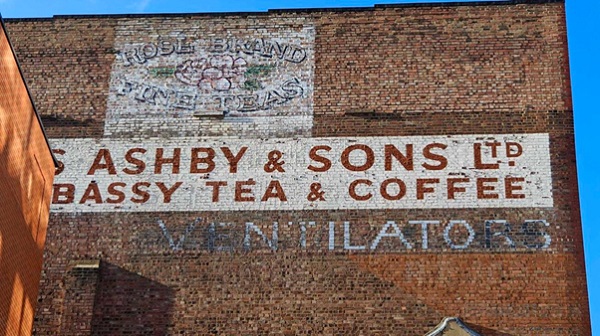 ROSE BRAND
FINE TEAS
S ASHBY & SONS LTD
BASSY TEA & COFFEE
VENTILATORS